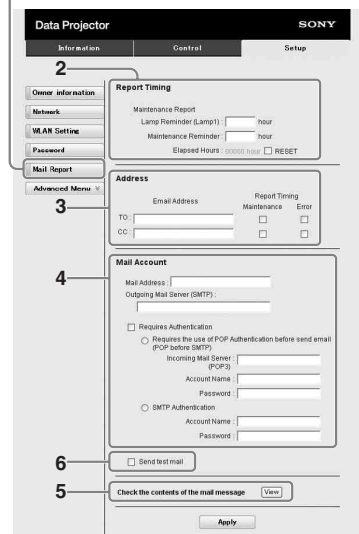 Data Projector
SONY
Information
Control
Setup
2
Owner information
Network
WLAN Setting
Password
Mail Report
Advanced Menu
Report Timing
Maintenance Report
Lamp Reminder (Lamp1) : hour
Maintenance Reminder : hour
Elapsed Hours : 00000 hour RESET
3
Address
Email Address
Report Timing
Maintenance Error
TO :
CC :
4
Mail Account
Mail Address :
Outgoing Mail Server (SMTP) :
Requires Authentication
Requires the use of POP Authentication before send email
(POP before SMTP)
Incoming Mail Server :
(POP3)
Account Name :
Password :
SMTP Authentication
Account Name :
Password :
6
Send test mail
5
Check the contents of the mail message View
Apply